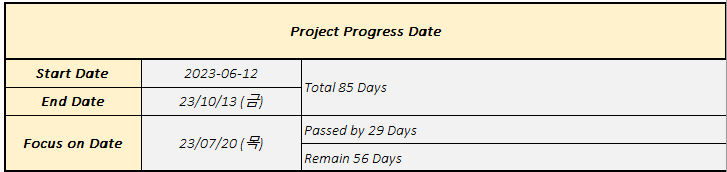 Project Progress Date
Start Date 2023-06-12
Total 85 Days
End Date 23/10/13 (금)
Focus on Date 23/07/20 (목)
Passed by 29 Days
Remain 56 Days